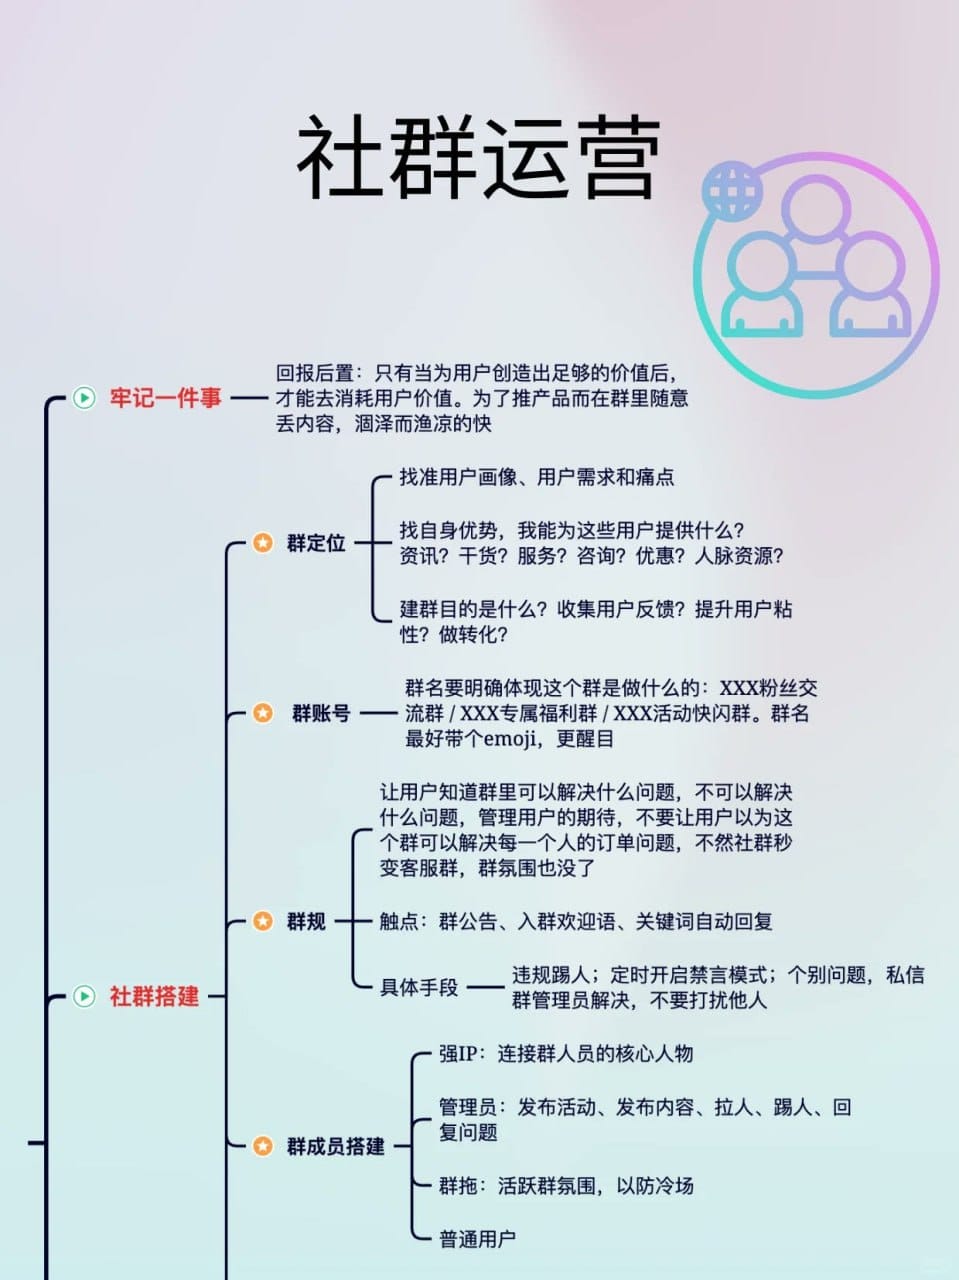 社群运营
牢记一件事
回报后置：只有当为用户创造出足够的价值后，
才能去消耗用户价值。为了推产品而在群里随意
丢内容，涸泽而渔凉的快
群定位
找准用户画像、用户需求和痛点
找自身优势，我能为这些用户提供什么？
资讯？干货？服务？咨询？优惠？人脉资源？
建群目的是什么？收集用户反馈？提升用户粘
性？做转化？
群账号
群名要明确体现这个群是做什么的：XXX粉丝交
流群 / XXX专属福利群 / XXX活动快闪群。群名
最好带个emoji，更醒目
社群搭建
群规
让用户知道群里可以解决什么问题，不可以解决
什么问题，管理用户的期待，不要让用户以为这
个群可以解决每一个人的订单问题，不然社群秒
变客服群，群氛围也没了
触点：群公告、入群欢迎语、关键词自动回复
具体手段
违规踢人；定时开启禁言模式；个别问题，私信
群管理员解决，不要打扰他人
群成员搭建
强IP：连接群人员的核心人物
管理员：发布活动、发布内容、拉人、踢人、回
复问题
群拖：活跃群氛围，以防冷场
普通用户